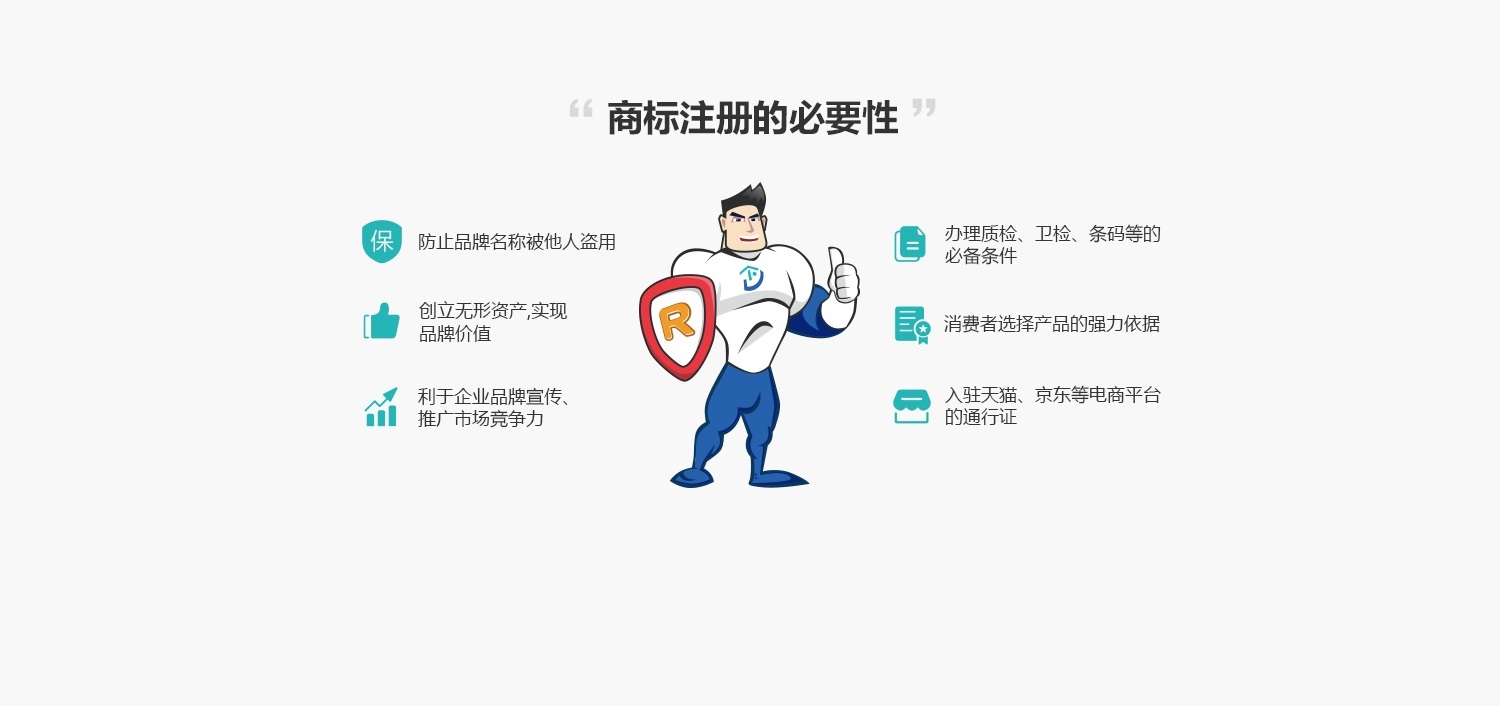 “ 商标注册的必要性 ”
保
防止品牌名称被他人盗用
创立无形资产,实现
品牌价值
利于企业品牌宣传、
推广市场竞争力
R
办理质检、卫检、条码等的
必备条件
消费者选择产品的强力依据
入驻天猫、京东等电商平台
的通行证